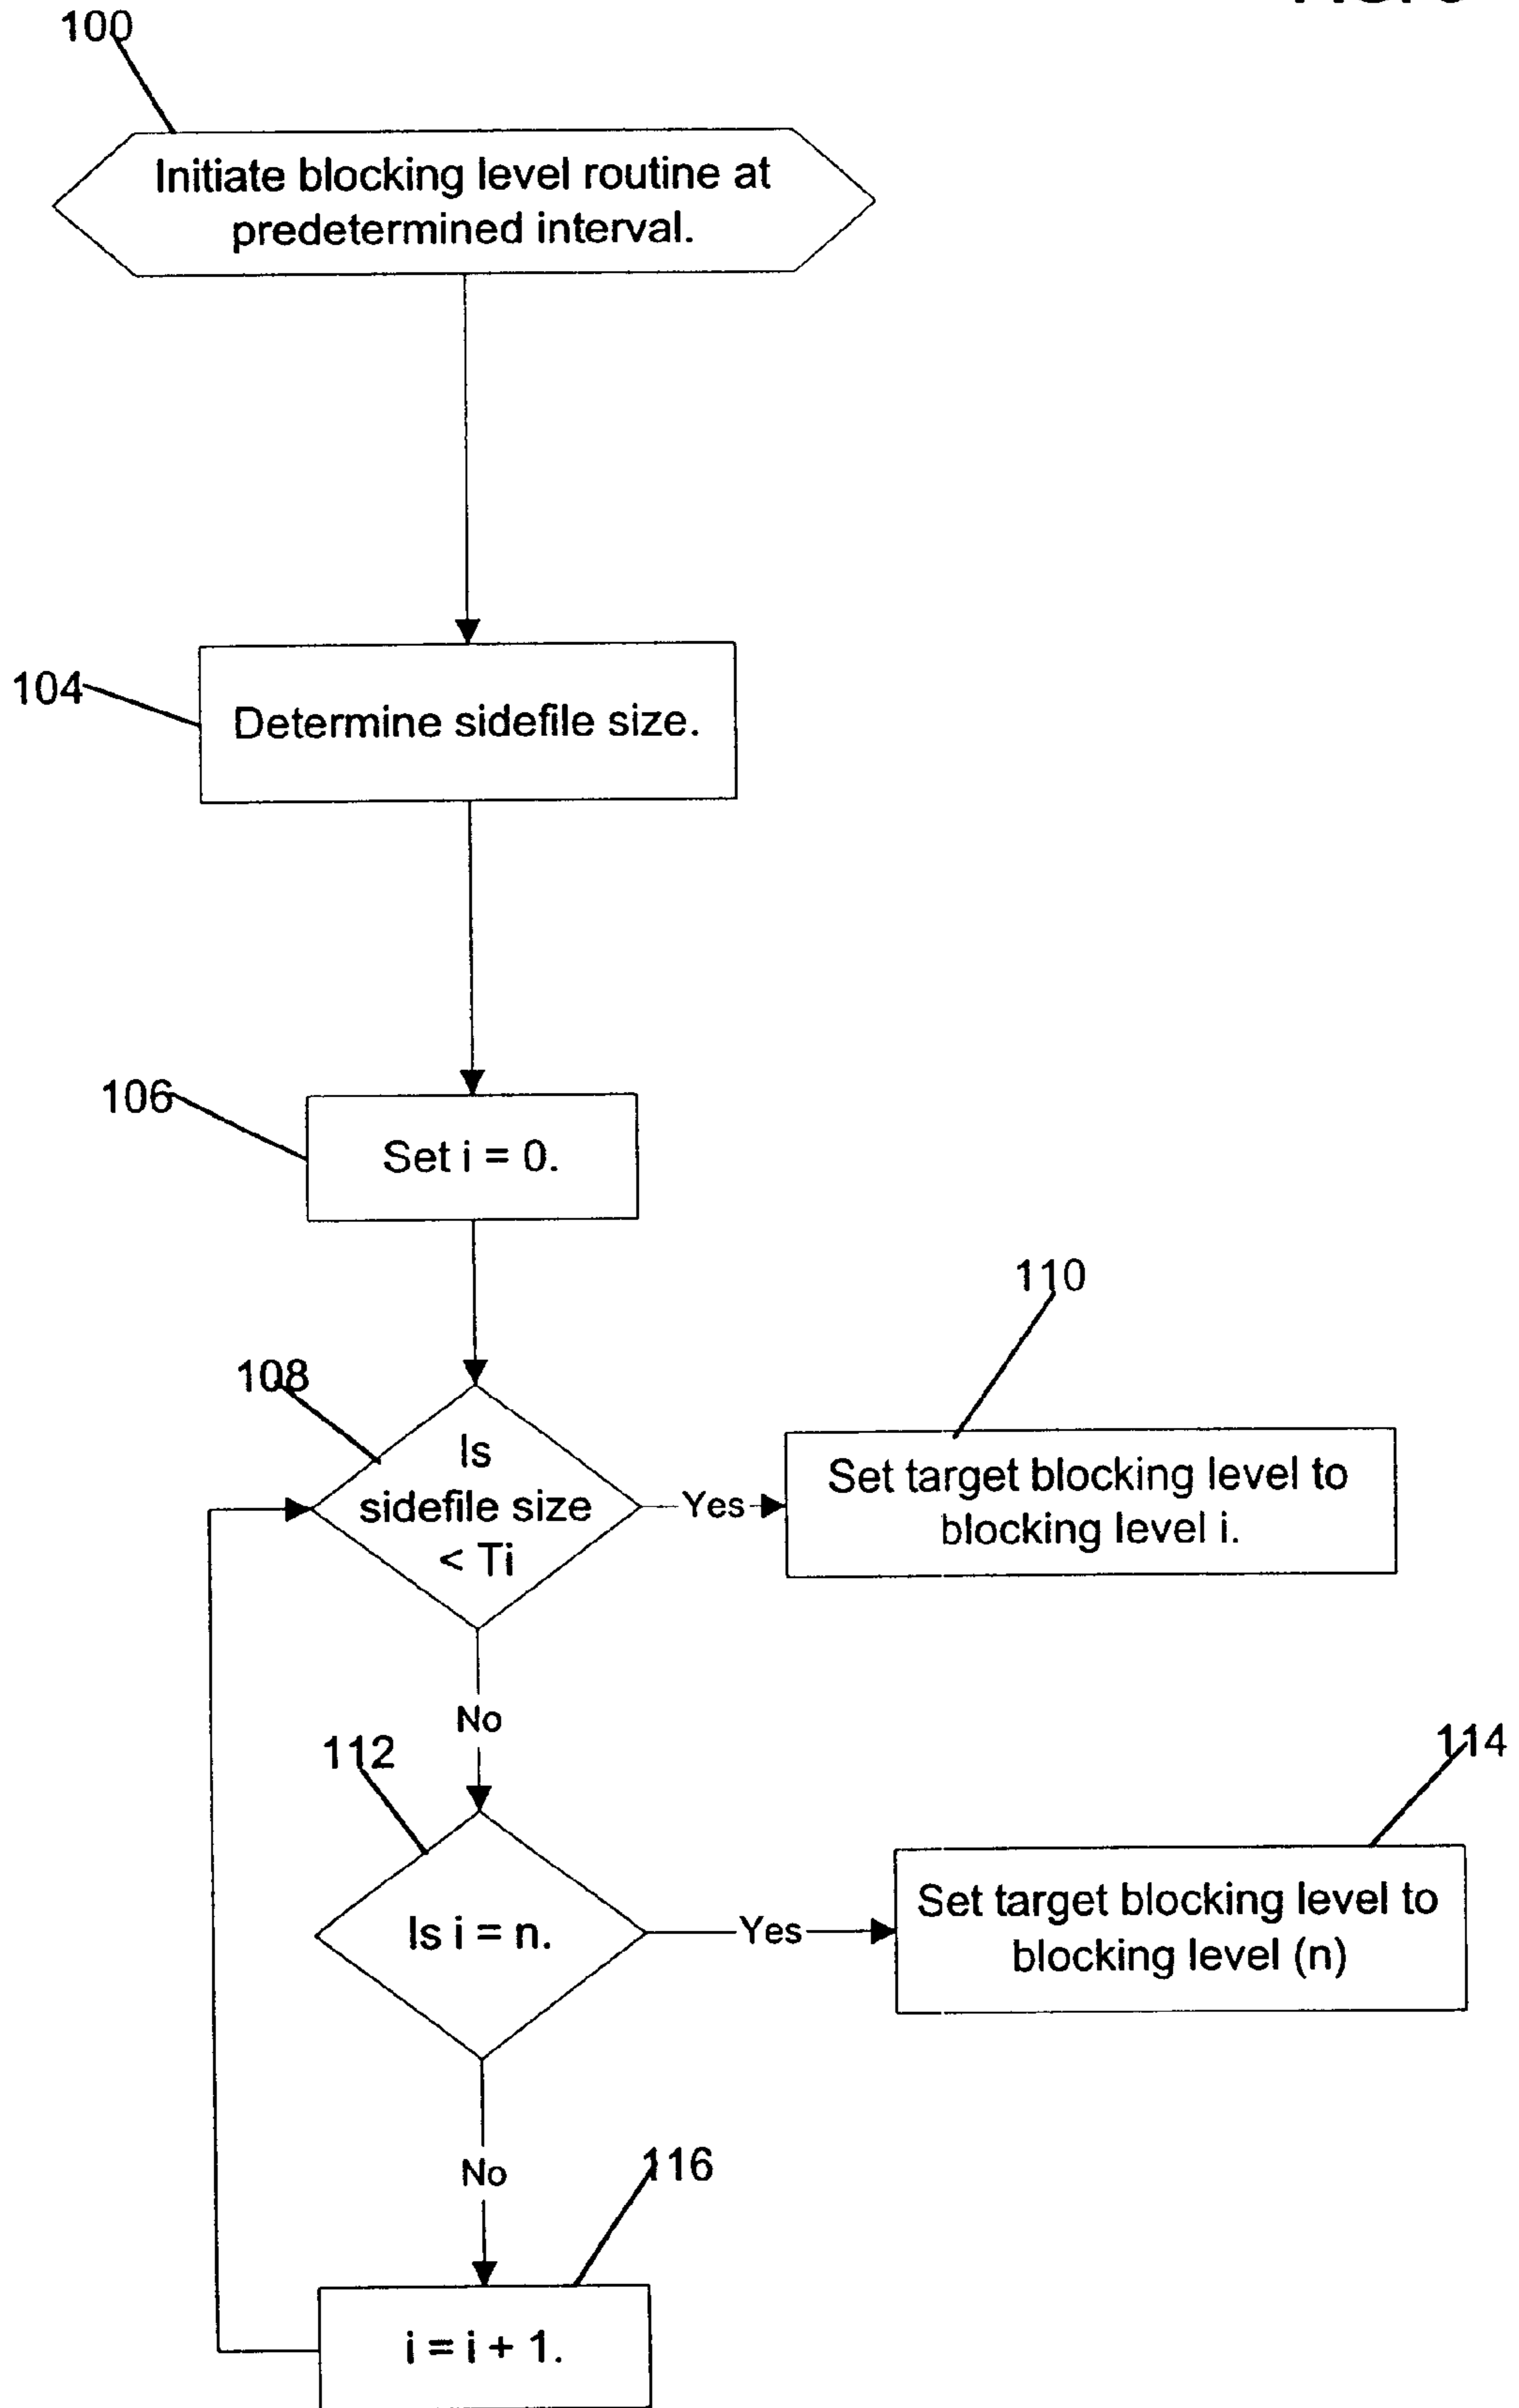 100
Initiate blocking level routine at
predetermined interval.
104
Determine sidefile size.
106
Set i = 0.
110
108
Is
sidefile size
< Ti
Yes
Set target blocking level to
blocking level i.
No
112
114
Is i = n.
Yes
Set target blocking level to
blocking level (n)
No
116
i = i + 1.